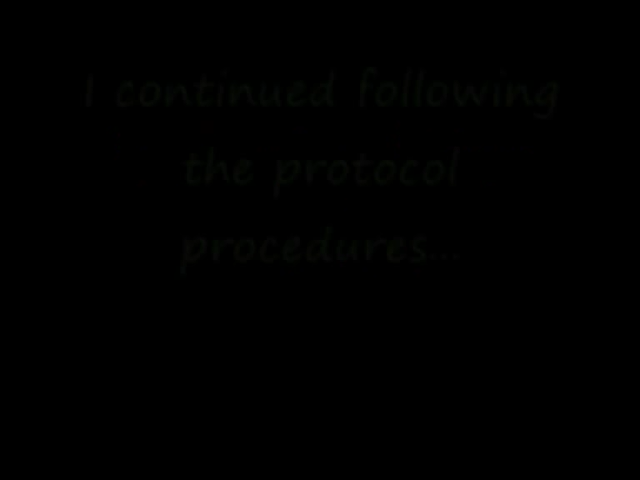 I continued following
the protocol
procedures...